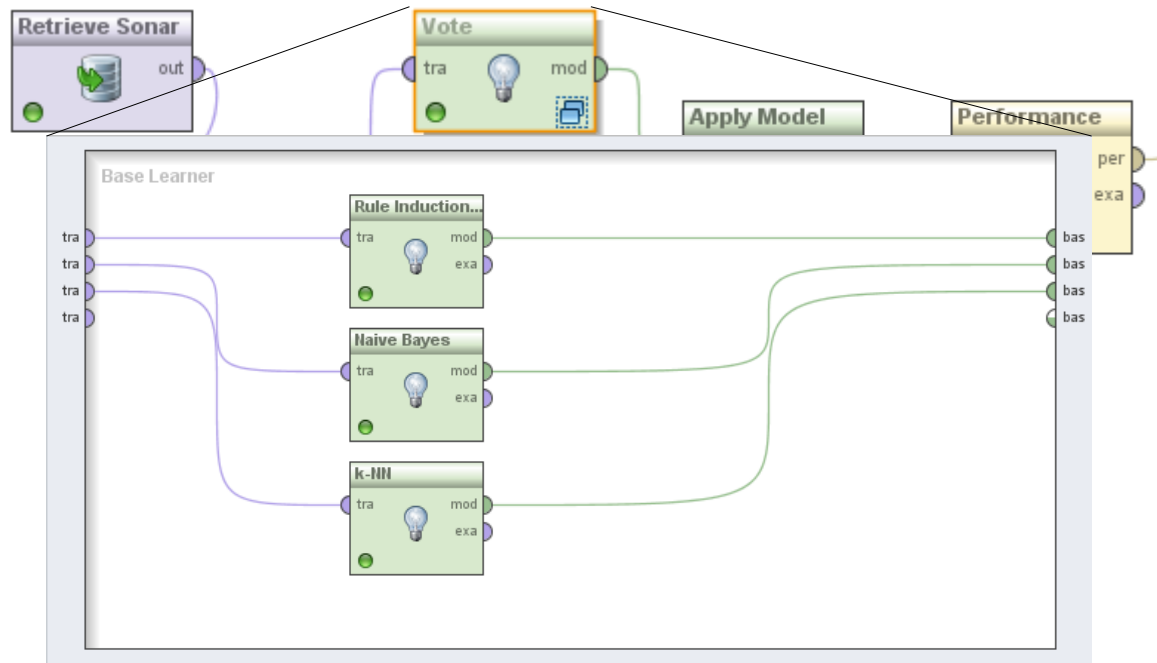 Retrieve Sonar
out
Vote
tra
mod
Apply Model
Performance
per
exa
Base Learner
tra
tra
tra
tra
Rule Induction...
tra
mod
exa
Naive Bayes
tra
mod
exa
k-NN
tra
mod
exa
bas
bas
bas
bas